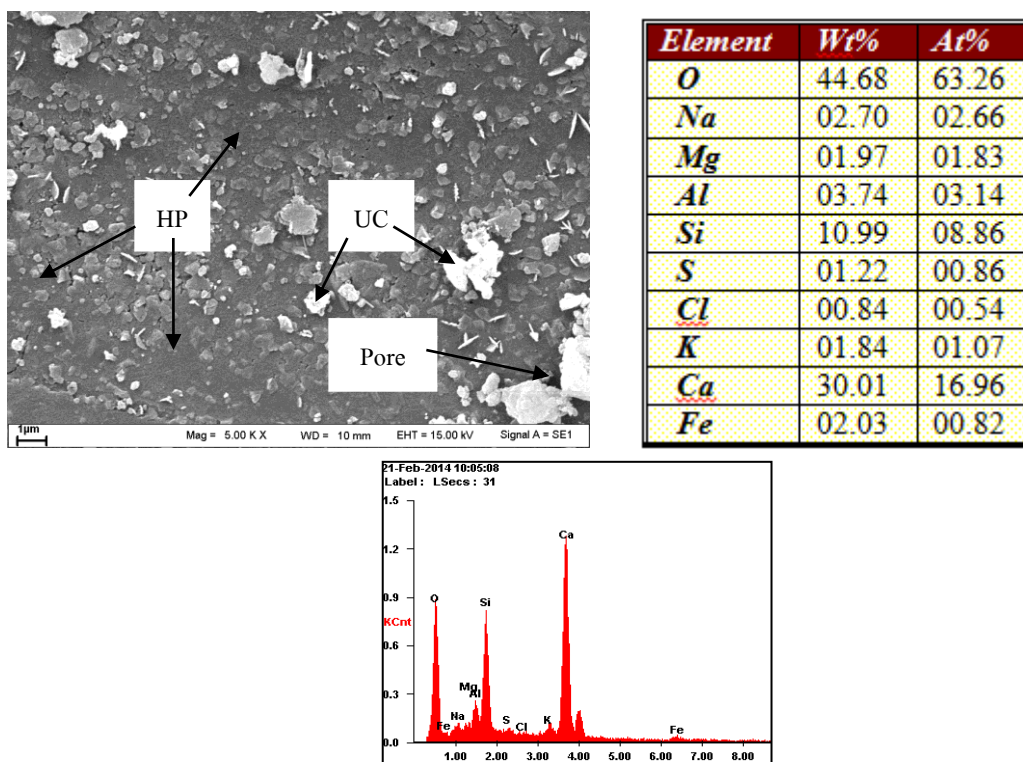 HP
UC
Pore
1µm
Mag = 5.00 K X WD = 10 mm EHT = 15.00 kV Signal A = SE1
Element Wt% At%
O 44.68 63.26
Na 02.70 02.66
Mg 01.97 01.83
Al 03.74 03.14
Si 10.99 08.86
S 01.22 00.86
Cl 00.84 00.54
K 01.84 01.07
Ca 30.01 16.96
Fe 02.03 00.82
21-Feb-2014 10:05:08
Label : LSecs : 31
1.5
1.2
0.9
KCnt
0.6
0.3
0.0
O
Fe
Na
Mg
Al
Si
S
Cl
K
Ca
Fe
1.00 2.00 3.00 4.00 5.00 6.00 7.00 8.00